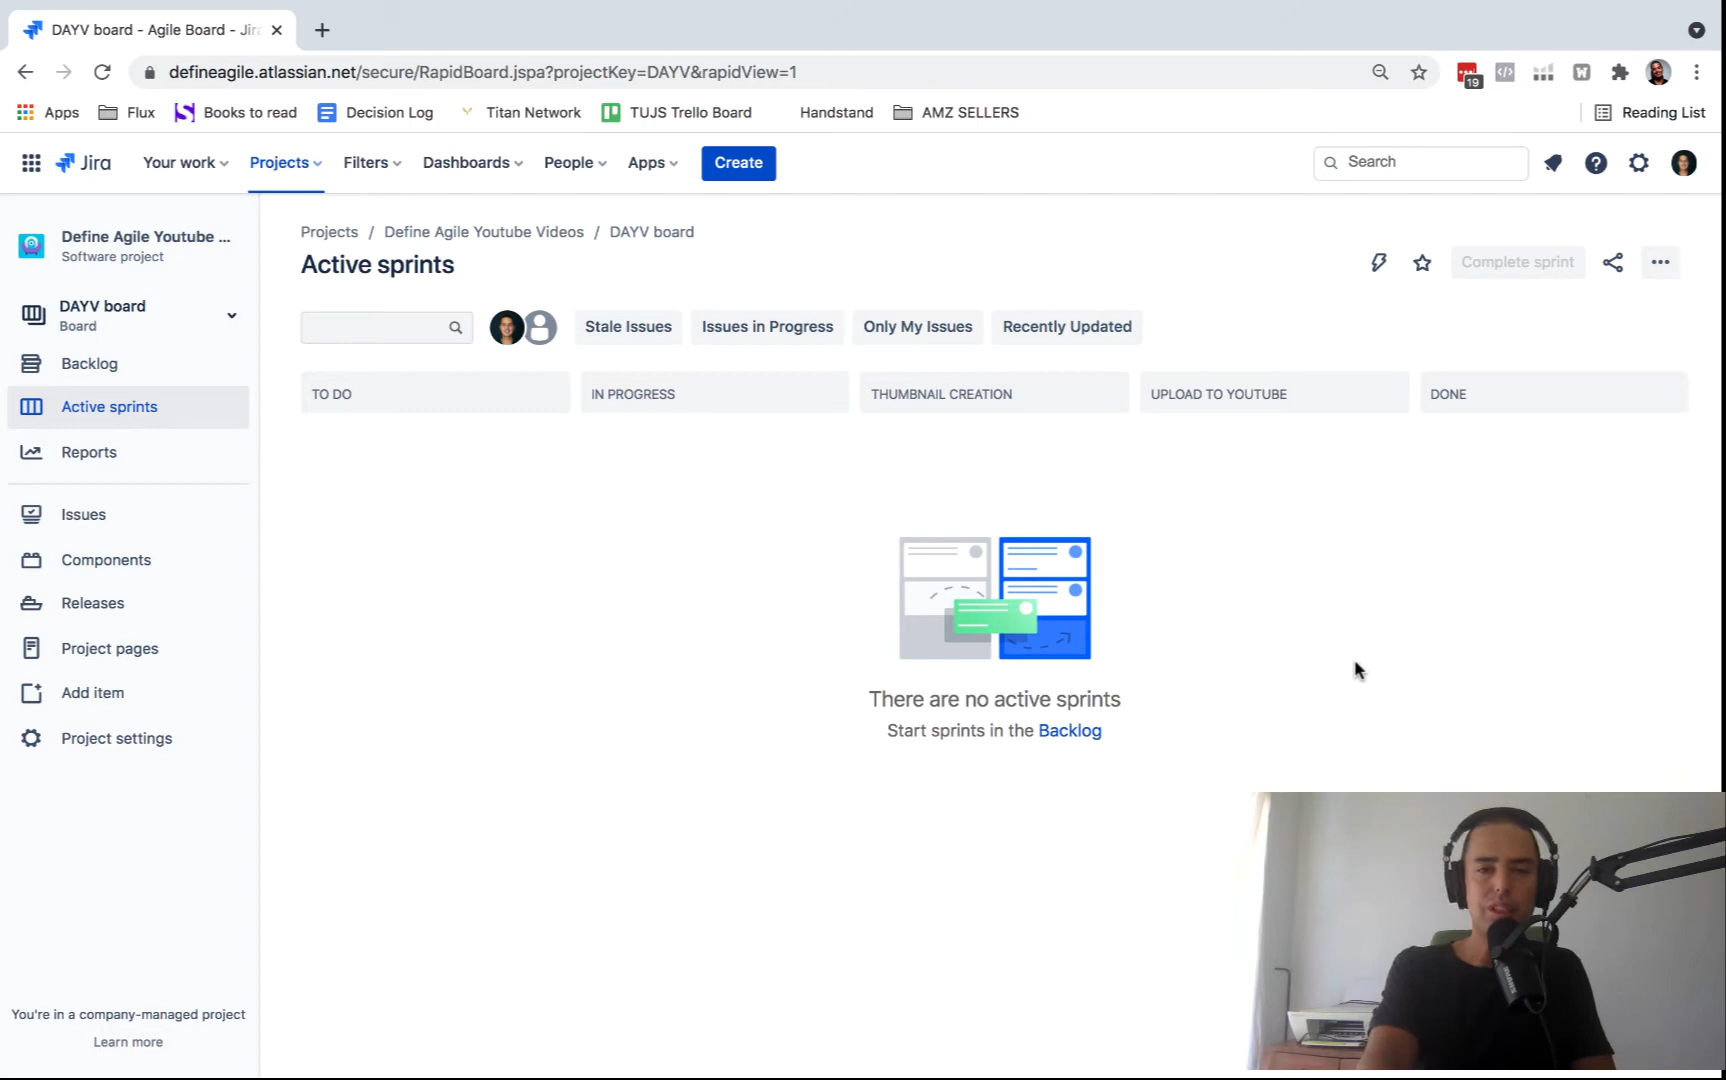 DAYV board - Agile Board - Jir
defineagile.atlassian.net/secure/RapidBoard.jspa?projectKey=DAYV&rapidView=1
19
Apps
Flux
Books to read
Decision Log
Titan Network
TUJS Trello Board
Handstand
AMZ SELLERS
Reading List
Jira
Your work
Projects
Filters
Dashboards
People
Apps
Create
Search
Define Agile Youtube ...
Software project
DAYV board
Board
Backlog
Active sprints
Reports
Issues
Components
Releases
Project pages
Add item
Project settings
You're in a company-managed project
Learn more
Projects / Define Agile Youtube Videos / DAYV board
Active sprints
Complete sprint
Stale Issues
Issues in Progress
Only My Issues
Recently Updated
TO DO
IN PROGRESS
THUMBNAIL CREATION
UPLOAD TO YOUTUBE
DONE
There are no active sprints
Start sprints in the Backlog
SHURE